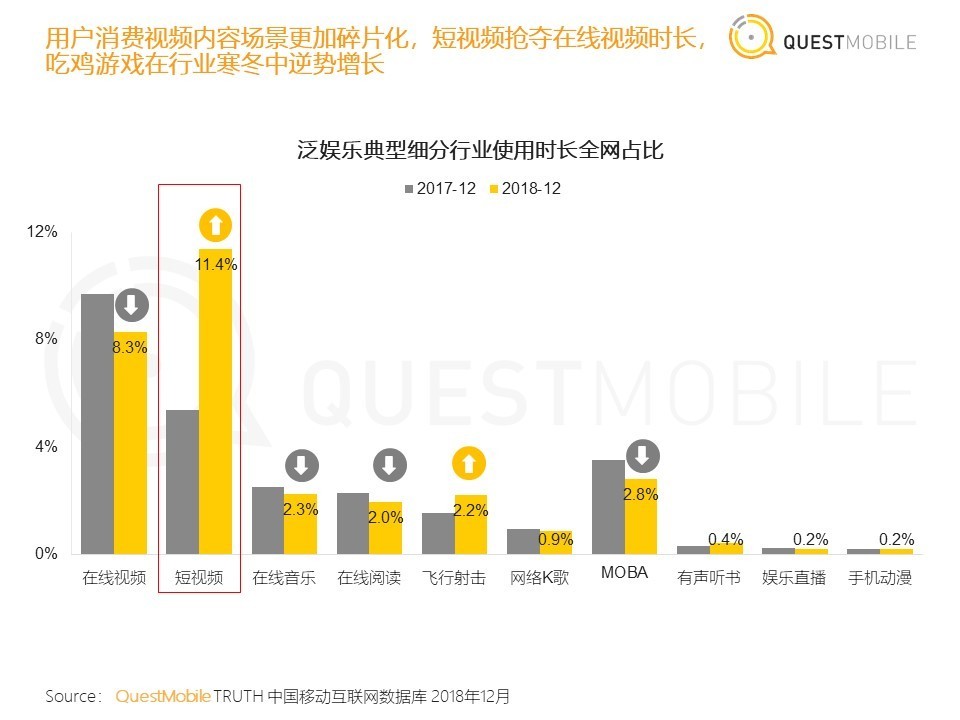 用户消费视频内容场景更加碎片化，短视频抢夺在线视频时长，
吃鸡游戏在行业寒冬中逆势增长
QUESTMOBILE
泛娱乐典型细分行业使用时长全网占比
2017-12 2018-12
12%
8%
4%
0%
8.3%
11.4%
2.3%
2.0%
2.2%
0.9%
2.8%
0.4%
0.2%
0.2%
在线视频 短视频 在线音乐 在线阅读 飞行射击 网络K歌 MOBA 有声听书 娱乐直播 手机动漫
QUESTMOBILE
Source： QuestMobile TRUTH 中国移动互联网数据库 2018年12月